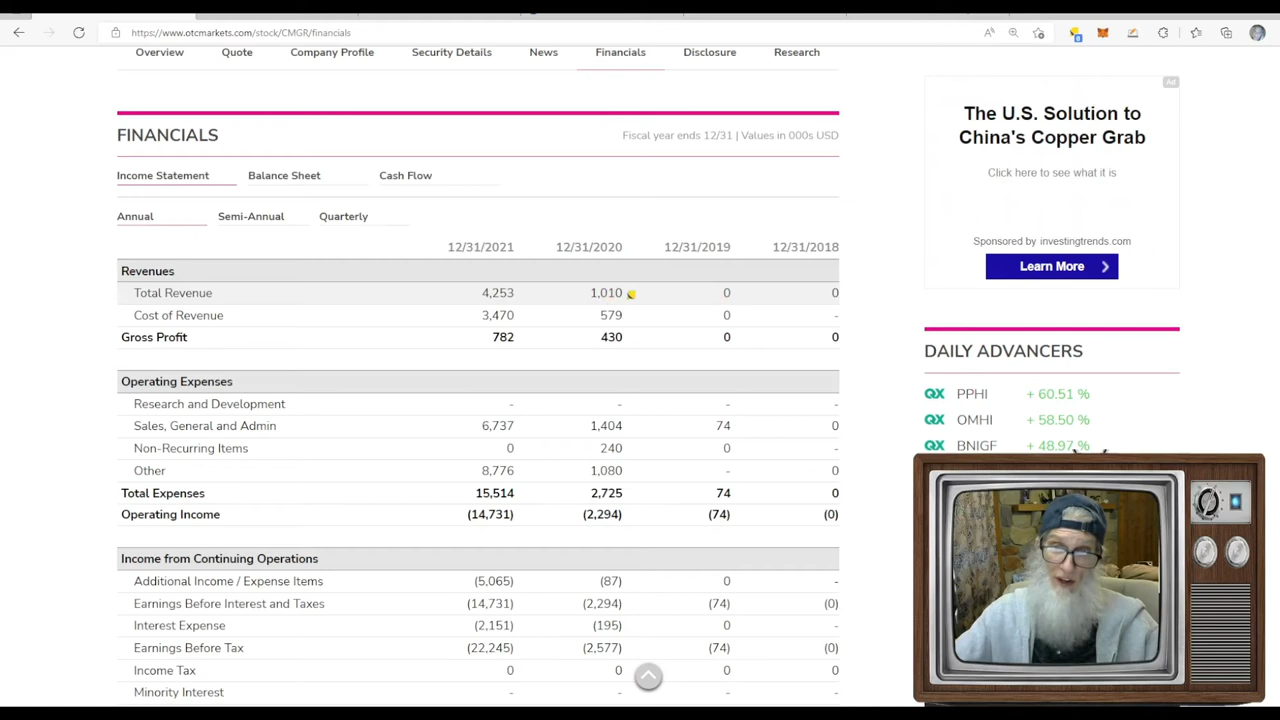 https://www.otcmarkets.com/stock/CMGR/financials
Overview Quote Company Profile Security Details News Financials Disclosure Research
FINANCIALS Fiscal year ends 12/31 | Values in 000s USD
Income Statement Balance Sheet Cash Flow
Annual Semi-Annual Quarterly
12/31/2021 12/31/2020 12/31/2019 12/31/2018
Revenues
Total Revenue 4,253 1,010 0 0
Cost of Revenue 3,470 579 0 -
Gross Profit 782 430 0 0
Operating Expenses
Research and Development - - - -
Sales, General and Admin 6,737 1,404 74 0
Non-Recurring Items 0 240 - -
Other 8,776 1,080 - -
Total Expenses 15,514 2,725 74 0
Operating Income (14,731) (2,294) (74) (0)
Income from Continuing Operations
Additional Income / Expense Items (5,065) (87) 0 -
Earnings Before Interest and Taxes (14,731) (2,294) (74) (0)
Interest Expense (2,151) (195) 0 -
Earnings Before Tax (22,245) (2,577) (74) (0)
Income Tax 0 0 0 0
Minority Interest - - - -
Ad
The U.S. Solution to
China's Copper Grab
Click here to see what it is
Sponsored by investingtrends.com
Learn More
DAILY ADVANCERS
QX PPHI + 60.51 %
QX OMHI + 58.50 %
QX BNIGF + 48.97 %